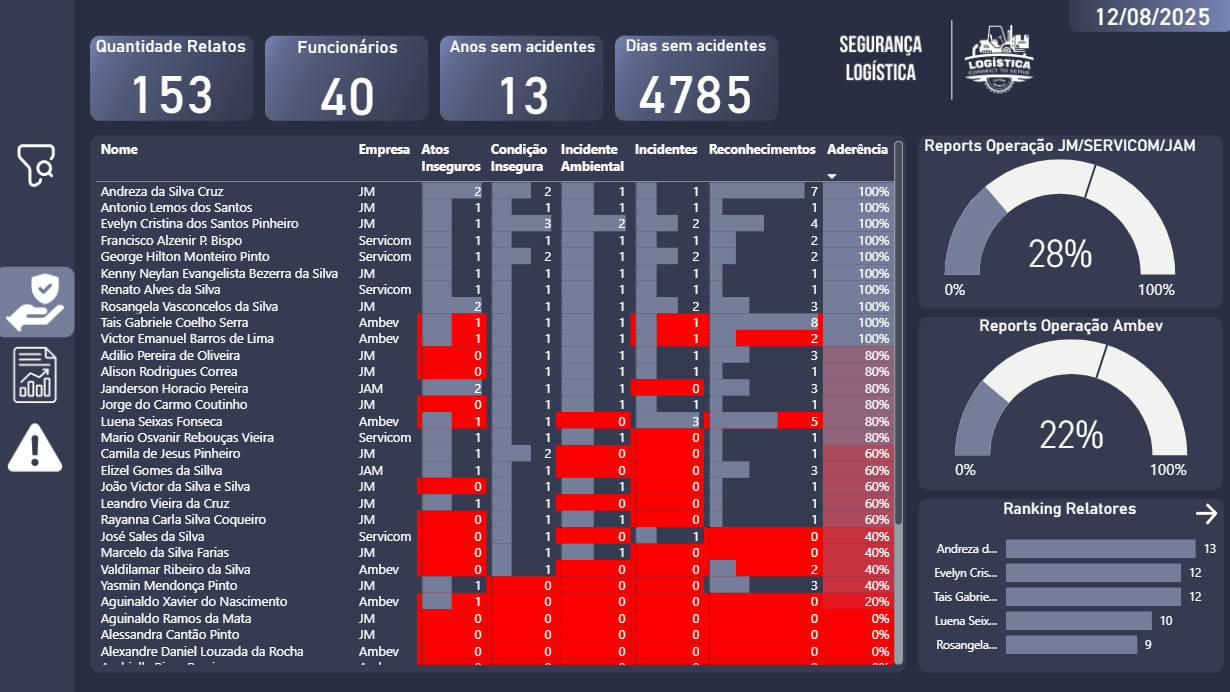 12/08/2025
Quantidade Relatos
153
Funcionários
40
Anos sem acidentes
13
Dias sem acidentes
4785
SEGURANÇA
LOGÍSTICA
LOGÍSTICA
CONNECT TO SERVE
Nome Empresa Atos Inseguros Condição Insegura Incidente Ambiental Incidentes Reconhecimentos Aderência
Andreza da Silva Cruz JM 2 2 1 1 7 100%
Antonio Lemos dos Santos JM 1 1 1 1 1 100%
Evelyn Cristina dos Santos Pinheiro JM 1 3 2 2 4 100%
Francisco Alzenir P. Bispo Servicom 1 1 1 1 2 100%
George Hilton Monteiro Pinto Servicom 1 2 1 2 2 100%
Kenny Neylan Evangelista Bezerra da Silva JM 1 1 1 1 1 100%
Renato Alves da Silva Servicom 1 1 1 1 1 100%
Rosangela Vasconcelos da Silva JM 2 1 1 2 3 100%
Tais Gabriele Coelho Serra Ambev 1 1 1 1 8 100%
Victor Emanuel Barros de Lima Ambev 1 1 1 1 2 100%
Adilio Pereira de Oliveira JM 0 1 1 1 3 80%
Alison Rodrigues Correa JM 0 1 1 1 1 80%
Janderson Horacio Pereira JAM 2 1 1 0 3 80%
Jorge do Carmo Coutinho JM 0 1 1 1 1 80%
Luena Seixas Fonseca Ambev 1 1 0 3 5 80%
Mario Osvanir Rebouças Vieira Servicom 1 1 1 0 1 80%
Camila de Jesus Pinheiro JM 1 2 0 0 1 60%
Elizel Gomes da Sillva JAM 1 1 0 0 3 60%
João Victor da Silva e Silva JM 0 1 1 0 1 60%
Leandro Vieira da Cruz JM 1 1 0 0 1 60%
Rayanna Carla Silva Coqueiro JM 0 1 1 0 1 60%
José Sales da Silva Servicom 0 1 0 1 0 40%
Marcelo da Silva Farias JM 0 1 1 0 0 40%
Valdilamar Ribeiro da Silva Ambev 0 1 0 0 2 40%
Yasmin Mendonça Pinto JM 1 0 0 0 3 40%
Aguinaldo Xavier do Nascimento Ambev 1 0 0 0 0 20%
Aguinaldo Ramos da Mata JM 0 0 0 0 0 0%
Alessandra Cantão Pinto JM 0 0 0 0 0 0%
Alexandre Daniel Louzada da Rocha Ambev 0 0 0 0 0 0%
Reports Operação JM/SERVICOM/JAM
28%
0% 100%
Reports Operação Ambev
22%
0% 100%
Ranking Relatores
Andreza d... 13
Evelyn Cris... 12
Tais Gabrie... 12
Luena Seix... 10
Rosangela... 9